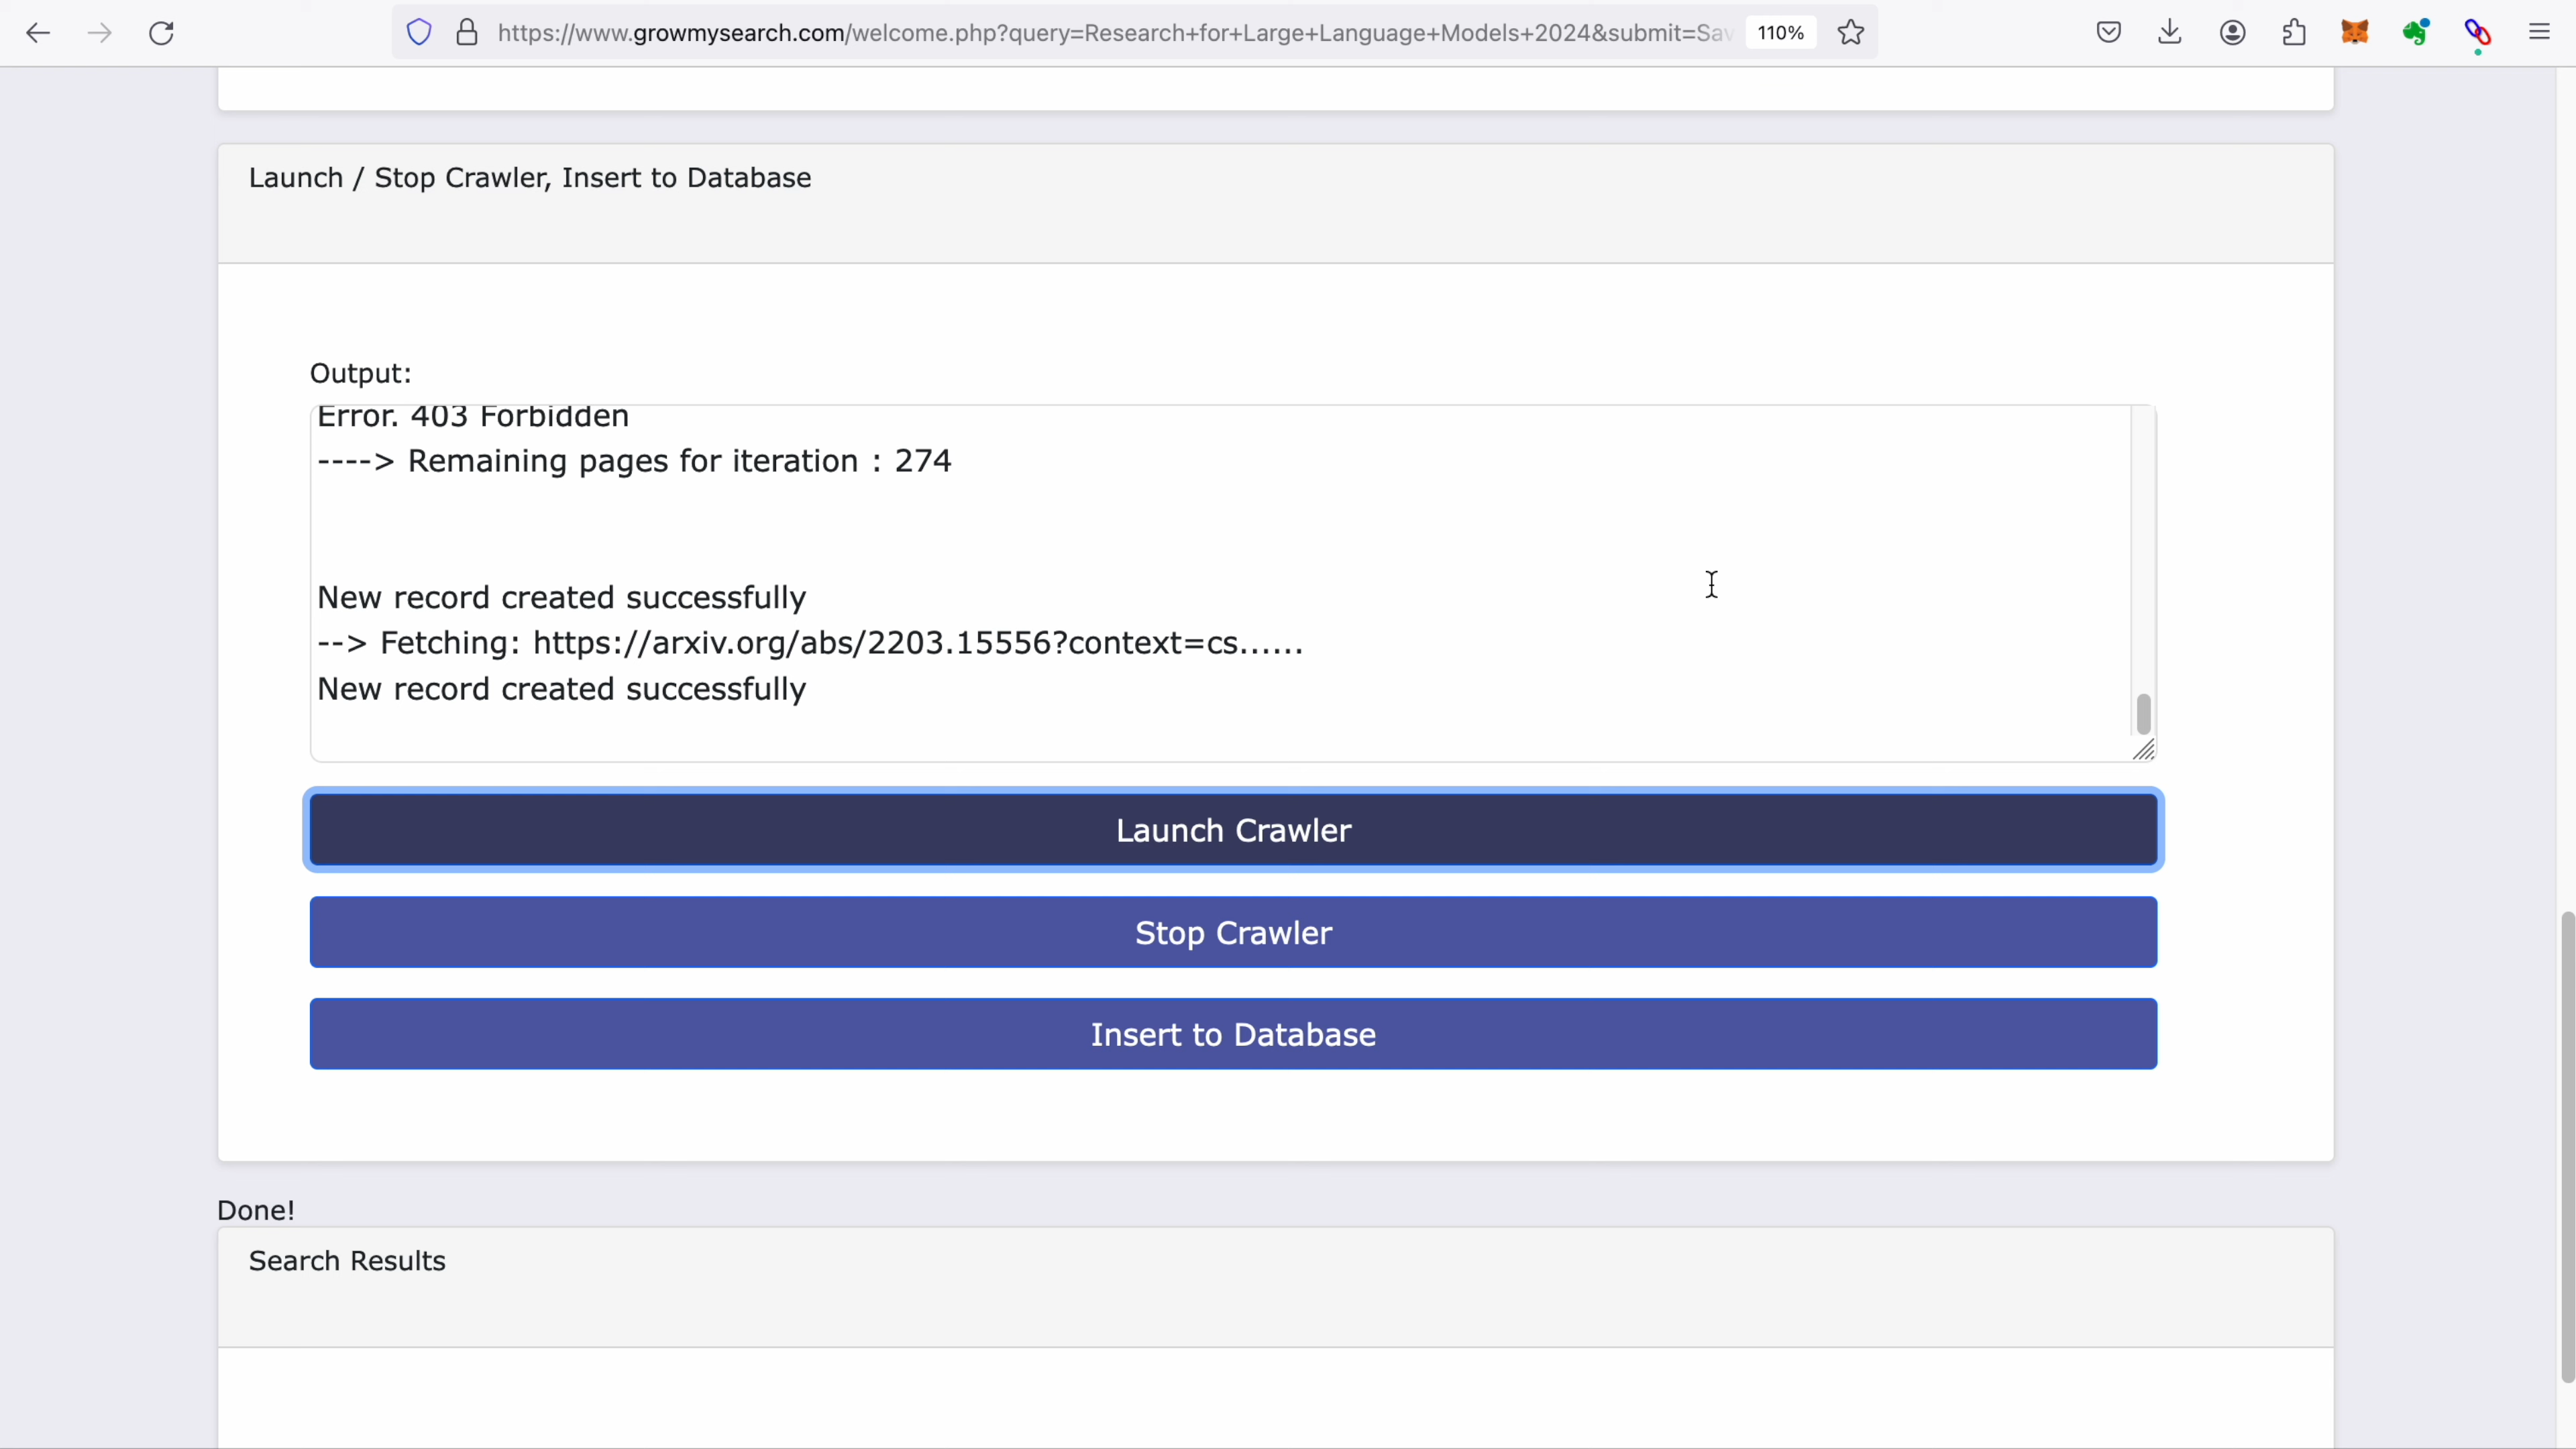 https://www.growmysearch.com/welcome.php?query=Research+for+Large+Language+Models+2024&submit=Sav
110%
Launch / Stop Crawler, Insert to Database
Output:
Error. 403 Forbidden
----> Remaining pages for iteration : 274
New record created successfully
--> Fetching: https://arxiv.org/abs/2203.15556?context=cs......
New record created successfully
Launch Crawler
Stop Crawler
Insert to Database
Done!
Search Results